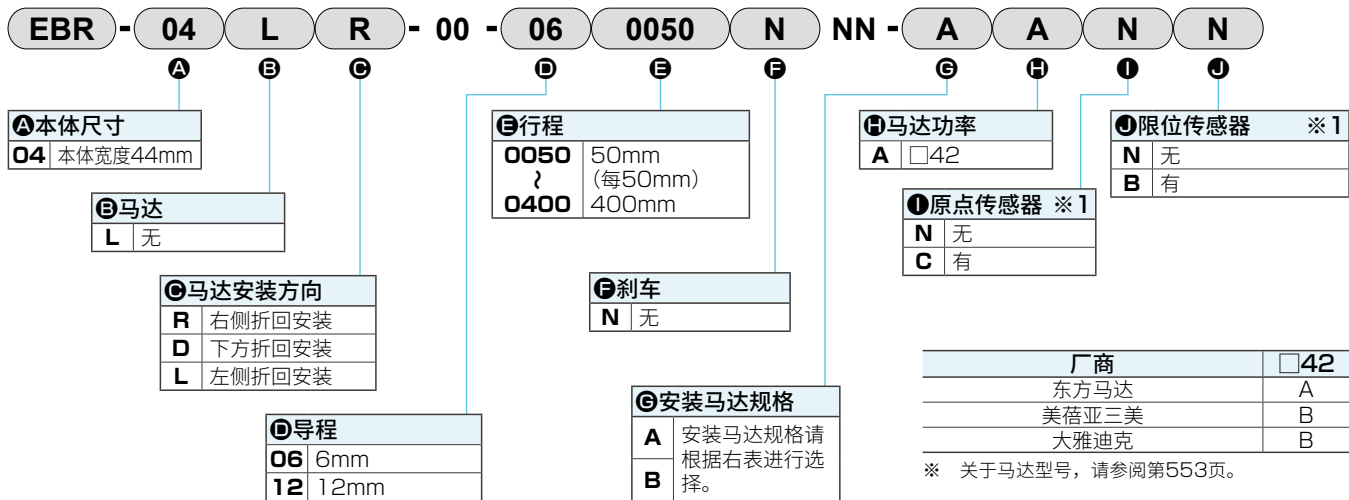 EBR - 04 L R - 00 - 06 0050 N NN - A A N N
A B C D E F G H I J
A本体尺寸
04 本体宽度44mm
B马达
L 无
C马达安装方向
R 右侧折回安装
D 下方折回安装
L 左侧折回安装
D导程
06 6mm
12 12mm
E行程
0050 50mm
～ （每50mm）
0400 400mm
F刹车
N 无
G安装马达规格
A 安装马达规格请
根据右表进行选
B 择。
H马达功率
A □42
I原点传感器 ※1
N 无
C 有
J限位传感器 ※1
N 无
B 有
厂商 □42
东方马达 A
美蓓亚三美 B
大雅迪克 B
※ 关于马达型号，请参阅第553页。